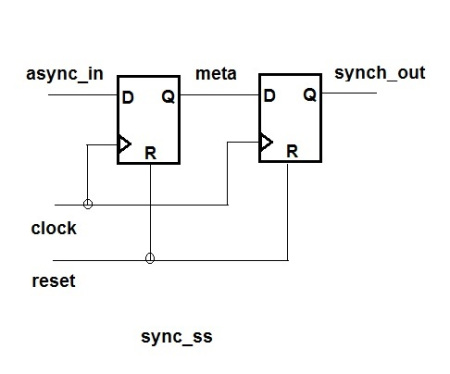 async_in meta synch_out
D Q D Q
R R
clock
reset
sync_ss